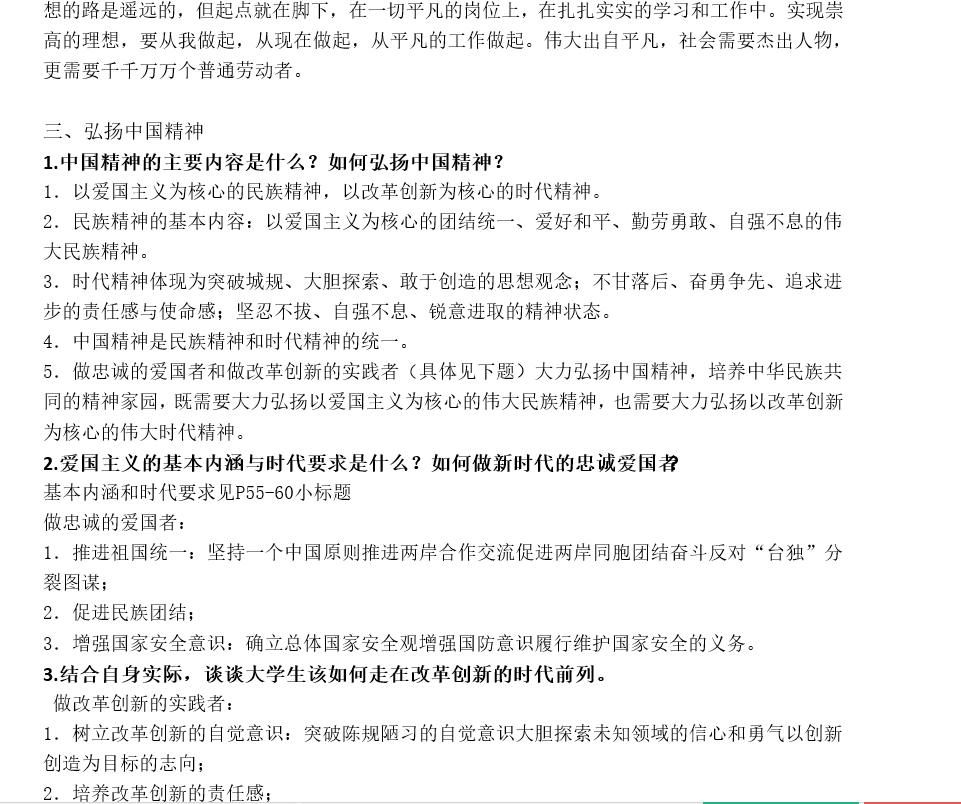 想的路是遥远的，但起点就在脚下，在一切平凡的岗位上，在扎扎实实的学习和工作中。实现崇
高的理想，要从我做起，从现在做起，从平凡的工作做起。伟大出自平凡，社会需要杰出人物，
更需要千千万万个普通劳动者。
三、弘扬中国精神
1.中国精神的主要内容是什么？如何弘扬中国精神？
1．以爱国主义为核心的民族精神，以改革创新为核心的时代精神。
2．民族精神的基本内容：以爱国主义为核心的团结统一、爱好和平、勤劳勇敢、自强不息的伟
大民族精神。
3．时代精神体现为突破城规、大胆探索、敢于创造的思想观念；不甘落后、奋勇争先、追求进
步的责任感与使命感；坚忍不拔、自强不息、锐意进取的精神状态。
4．中国精神是民族精神和时代精神的统一。
5．做忠诚的爱国者和做改革创新的实践者（具体见下题）大力弘扬中国精神，培养中华民族共
同的精神家园，既需要大力弘扬以爱国主义为核心的伟大民族精神，也需要大力弘扬以改革创新
为核心的伟大时代精神。
2.爱国主义的基本内涵与时代要求是什么？如何做新时代的忠诚爱国者？
基本内涵和时代要求见P55-60小标题
做忠诚的爱国者：
1．推进祖国统一：坚持一个中国原则推进两岸合作交流促进两岸同胞团结奋斗反对“台独”分
裂图谋；
2．促进民族团结；
3．增强国家安全意识：确立总体国家安全观增强国防意识履行维护国家安全的义务。
3.结合自身实际，谈谈大学生该如何走在改革创新的时代前列。
做改革创新的实践者：
1．树立改革创新的自觉意识：突破陈规陋习的自觉意识大胆探索未知领域的信心和勇气以创新
创造为目标的志向；
2．培养改革创新的责任感；